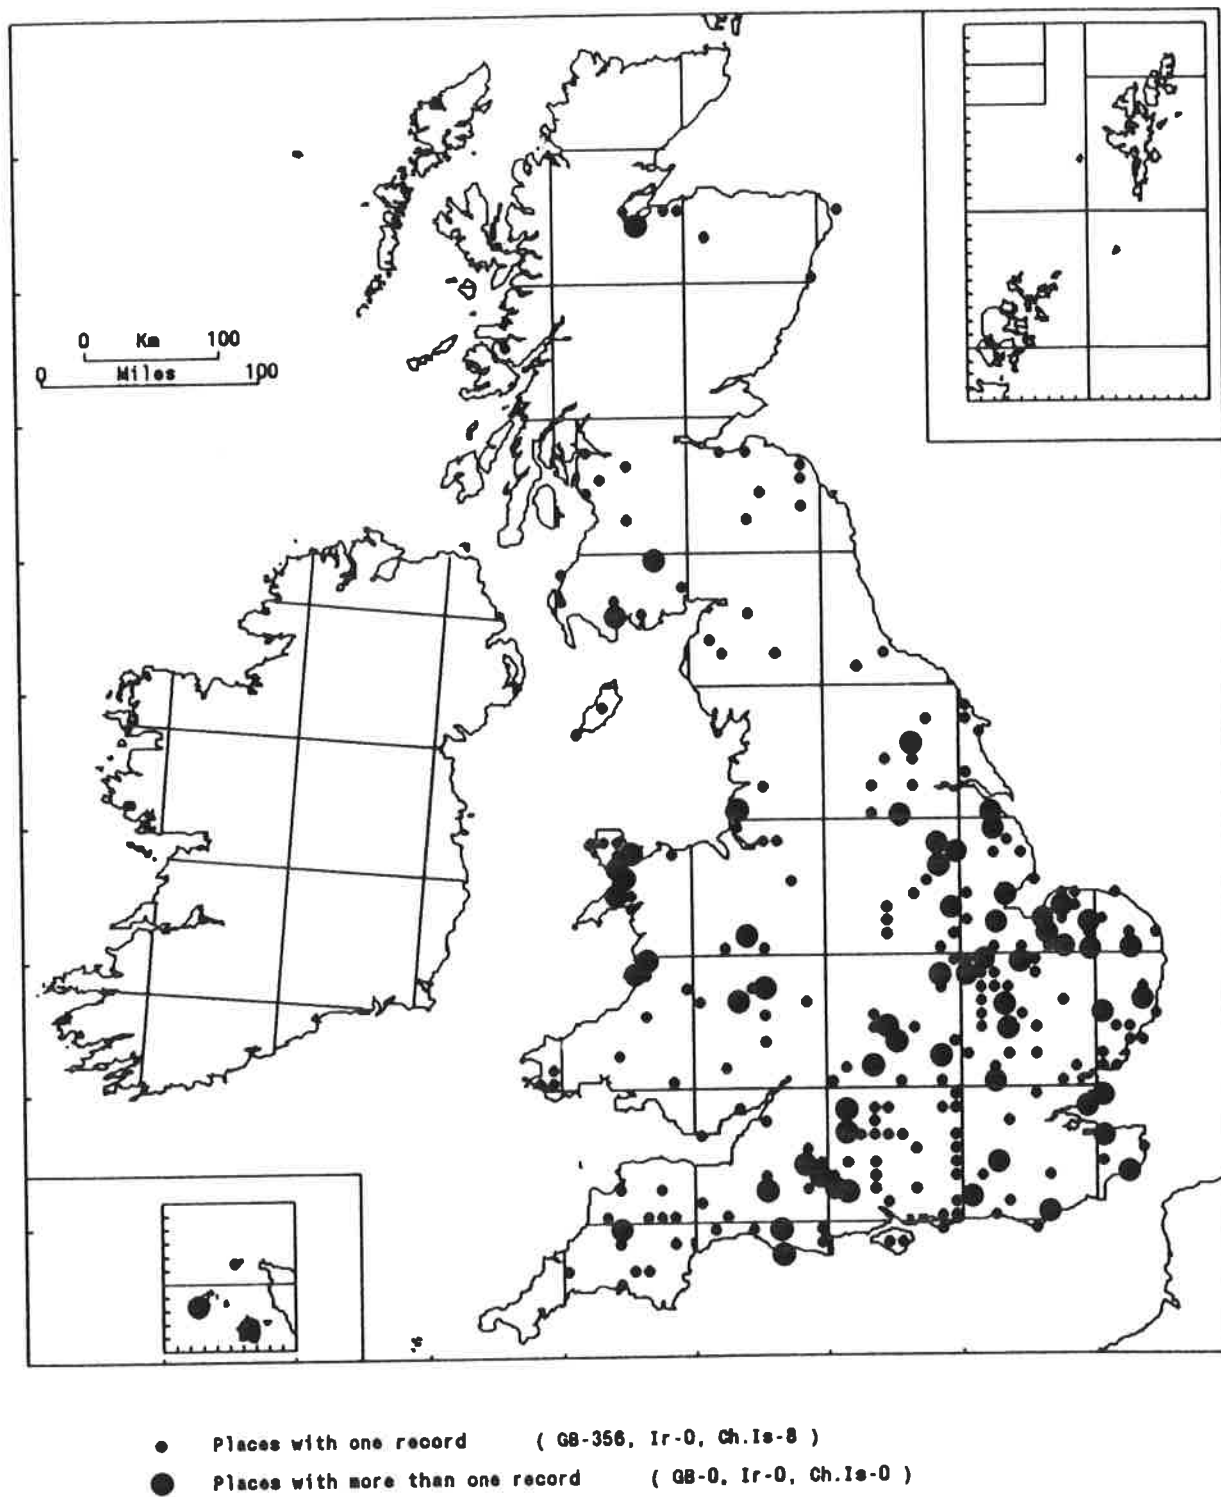 0 Km 100
0 Miles 100
Places with one record ( GB-356, Ir-0, Ch.Is-8 )
Places with more than one record ( GB-0, Ir-0, Ch.Is-0 )